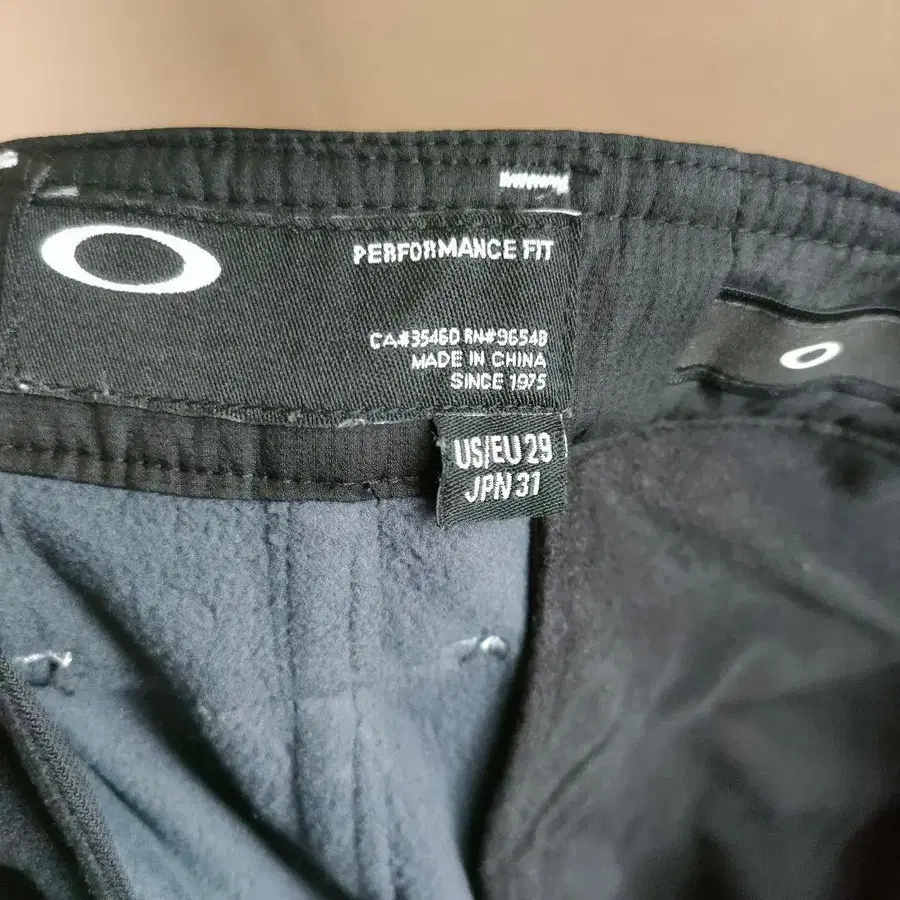 PERFORMANCE FIT
CA#35460 RN#96548
MADE IN CHINA
SINCE 1975
US/EU 29
JPN 31